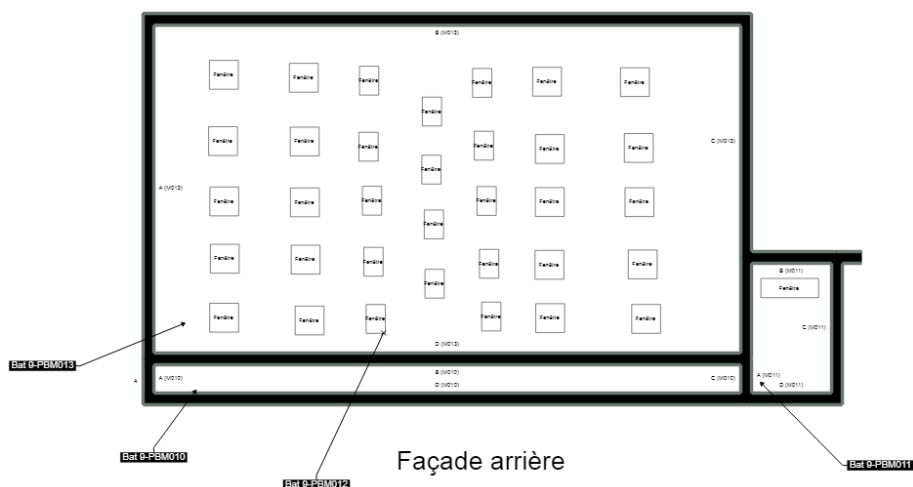 B (M013)
Fenêtre Fenêtre Fenêtre Fenêtre Fenêtre Fenêtre
Fenêtre
Fenêtre Fenêtre Fenêtre Fenêtre Fenêtre Fenêtre
C (M013)
Fenêtre
A (M013)
Fenêtre Fenêtre Fenêtre Fenêtre Fenêtre Fenêtre
Fenêtre
Fenêtre Fenêtre Fenêtre Fenêtre Fenêtre Fenêtre
B (M011)
Fenêtre
Fenêtre
Fenêtre Fenêtre Fenêtre Fenêtre Fenêtre Fenêtre
C (M011)
D (M013)
Bat 9-PBM013
B (M010)
A
A (M010)
C (M010)
A (M011)
D (M010)
D (M011)
Bat 9-PBM010
Façade arrière
Bat 9-PBM011
Bat 9-PBM012